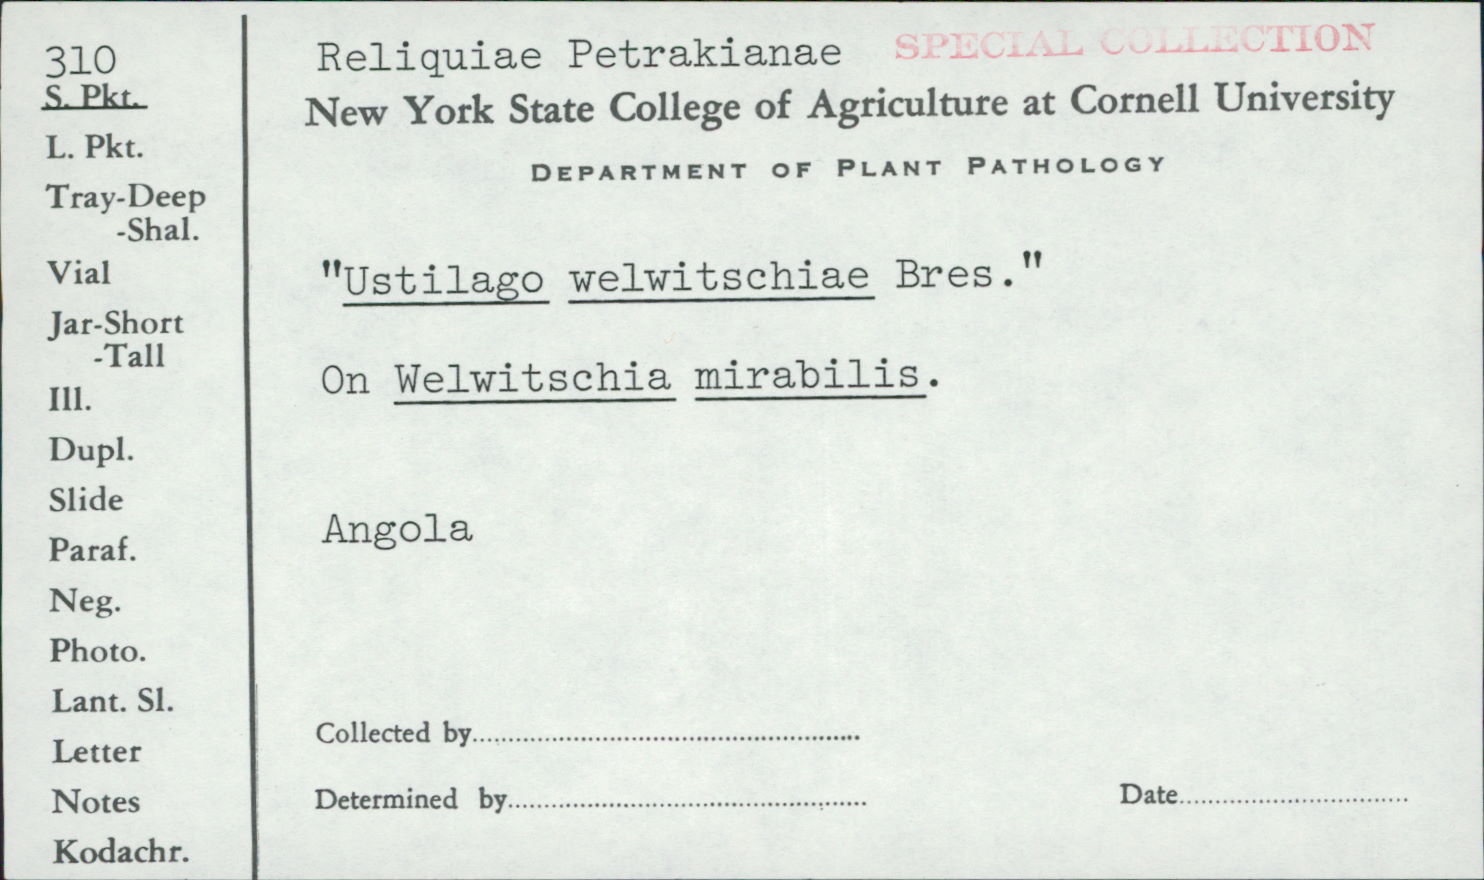 310
S. Pkt.
L. Pkt.
Tray-Deep
-Shal.
Vial
Jar-Short
-Tall
Ill.
Dupl.
Slide
Paraf.
Neg.
Photo.
Lant. Sl.
Letter
Notes
Kodachr.
Reliquiae Petrakianae SPECIAL COLLECTION
New York State College of Agriculture at Cornell University
DEPARTMENT OF PLANT PATHOLOGY
"Ustilago welwitschiae Bres."
On Welwitschia mirabilis.
Angola
Collected by
Determined by
Date